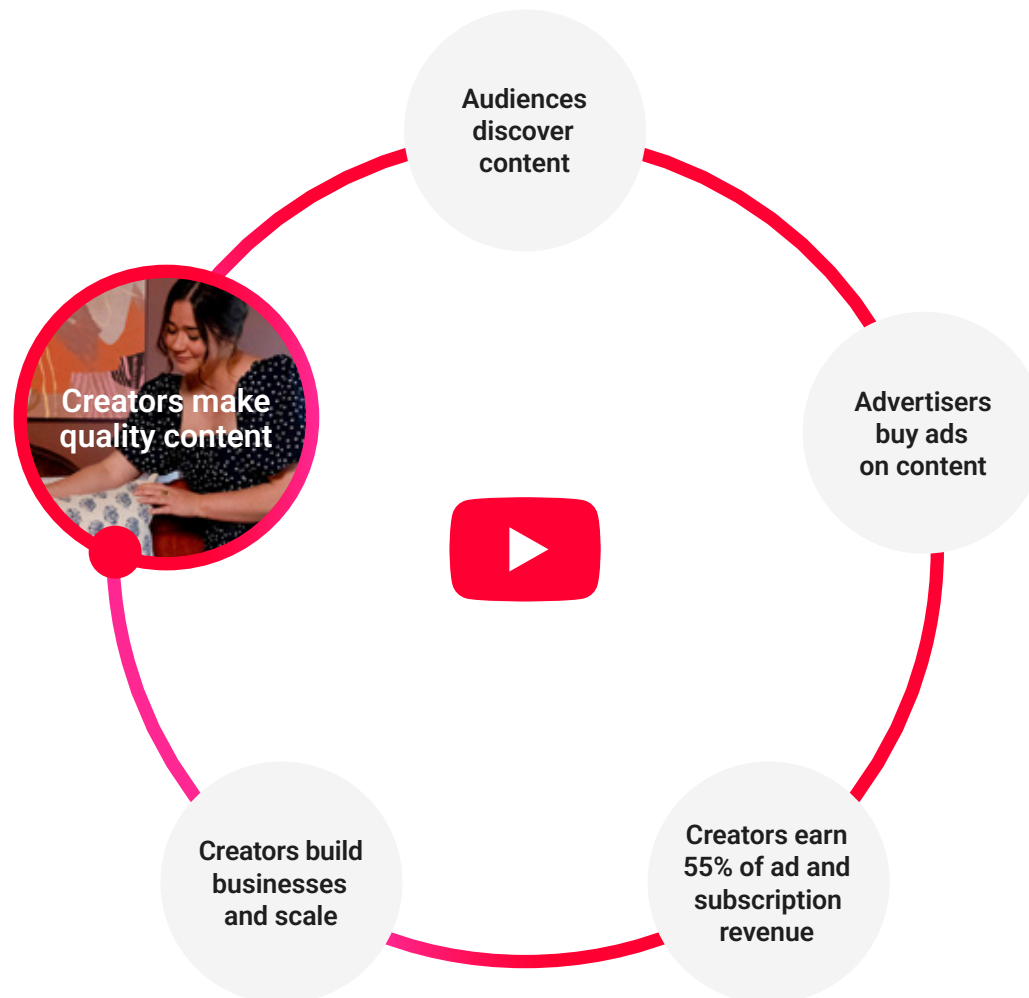 Audiences
discover
content
Creators make
quality content
Advertisers
buy ads
on content
Creators build
businesses
and scale
Creators earn
55% of ad and
subscription
revenue